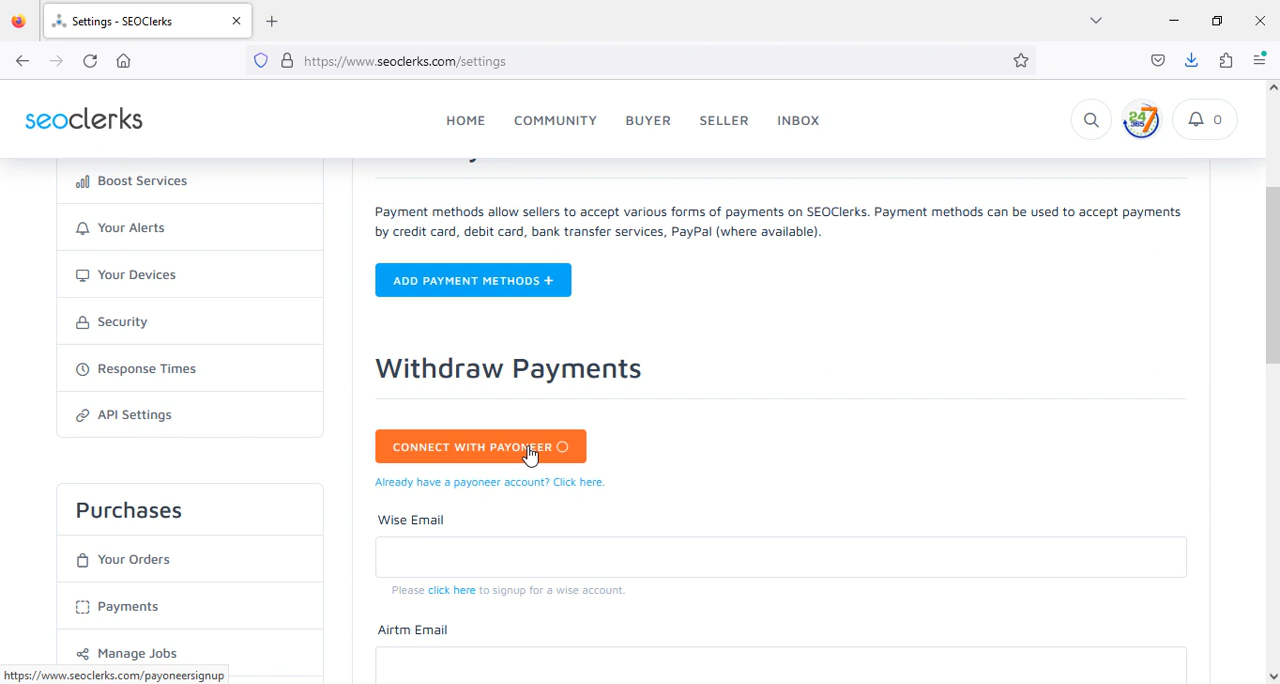 Settings - SEOClerks
https://www.seoclerks.com/settings
seoclerks
HOME
COMMUNITY
BUYER
SELLER
INBOX
24 7
365
0
Boost Services
Your Alerts
Your Devices
Security
Response Times
API Settings
Purchases
Your Orders
Payments
Manage Jobs
Payment methods allow sellers to accept various forms of payments on SEOClerks. Payment methods can be used to accept payments
by credit card, debit card, bank transfer services, PayPal (where available).
ADD PAYMENT METHODS +
Withdraw Payments
CONNECT WITH PAYONEER
Already have a payoneer account? Click here.
Wise Email
Please click here to signup for a wise account.
Airtm Email
https://www.seoclerks.com/payoneersignup